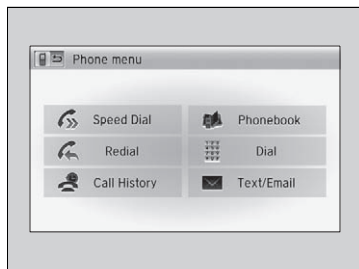 Phone menu
Speed Dial
Phonebook
Redial
Dial
Call History
Text/Email